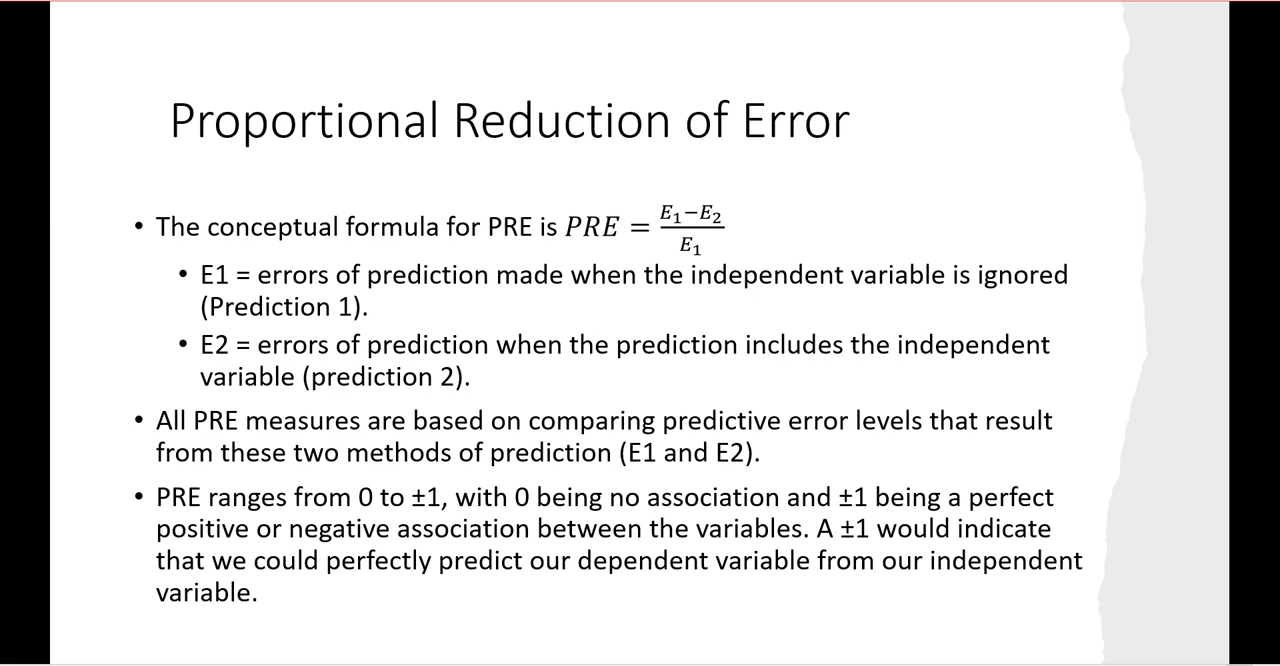 Proportional Reduction of Error
• The conceptual formula for PRE is PRE = (E₁−E₂)/E₁
• E1 = errors of prediction made when the independent variable is ignored
(Prediction 1).
• E2 = errors of prediction when the prediction includes the independent
variable (prediction 2).
• All PRE measures are based on comparing predictive error levels that result
from these two methods of prediction (E1 and E2).
• PRE ranges from 0 to ±1, with 0 being no association and ±1 being a perfect
positive or negative association between the variables. A ±1 would indicate
that we could perfectly predict our dependent variable from our independent
variable.